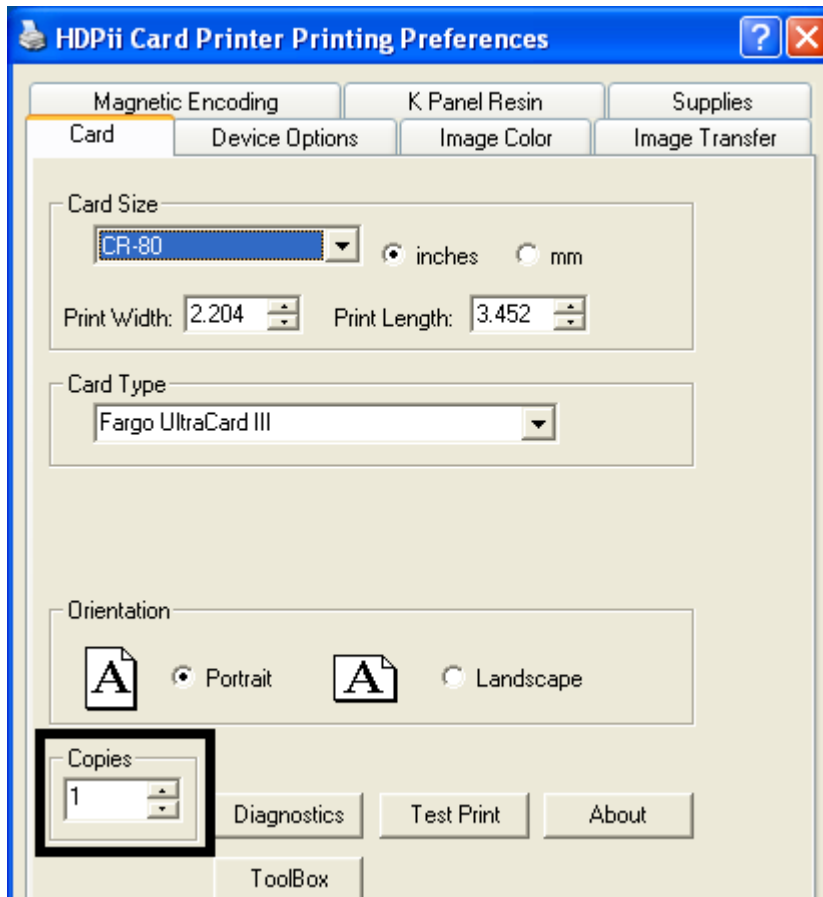 HDPii Card Printer Printing Preferences
Magnetic Encoding K Panel Resin Supplies
Card Device Options Image Color Image Transfer
Card Size
CR-80 inches mm
Print Width: 2.204 Print Length: 3.452
Card Type
Fargo UltraCard III
Orientation
A Portrait A Landscape
Copies
1
Diagnostics Test Print About
ToolBox